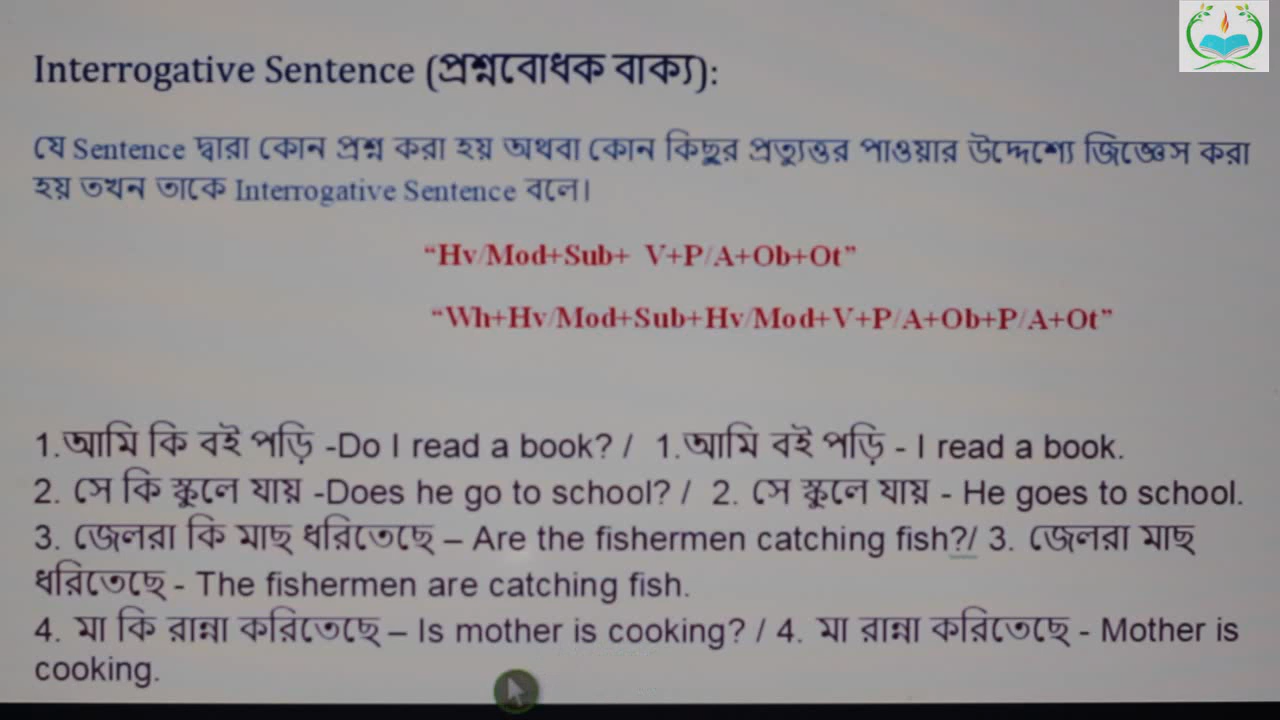 Interrogative Sentence (প্রশ্নবোধক বাক্য):
যে Sentence দ্বারা কোন প্রশ্ন করা হয় অথবা কোন কিছুর প্রত্যুত্তর পাওয়ার উদ্দেশ্যে জিজ্ঞেস করা
হয় তখন তাকে Interrogative Sentence বলে।
“Hv/Mod+Sub+ V+P/A+Ob+Ot”
“Wh+Hv/Mod+Sub+Hv/Mod+V+P/A+Ob+P/A+Ot”
1.আমি কি বই পড়ি -Do I read a book? / 1.আমি বই পড়ি - I read a book.
2. সে কি স্কুলে যায় -Does he go to school? / 2. সে স্কুলে যায় - He goes to school.
3. জেলরা কি মাছ ধরিতেছে – Are the fishermen catching fish?/ 3. জেলরা মাছ
ধরিতেছে - The fishermen are catching fish.
4. মা কি রান্না করিতেছে – Is mother is cooking? / 4. মা রান্না করিতেছে - Mother is
cooking.